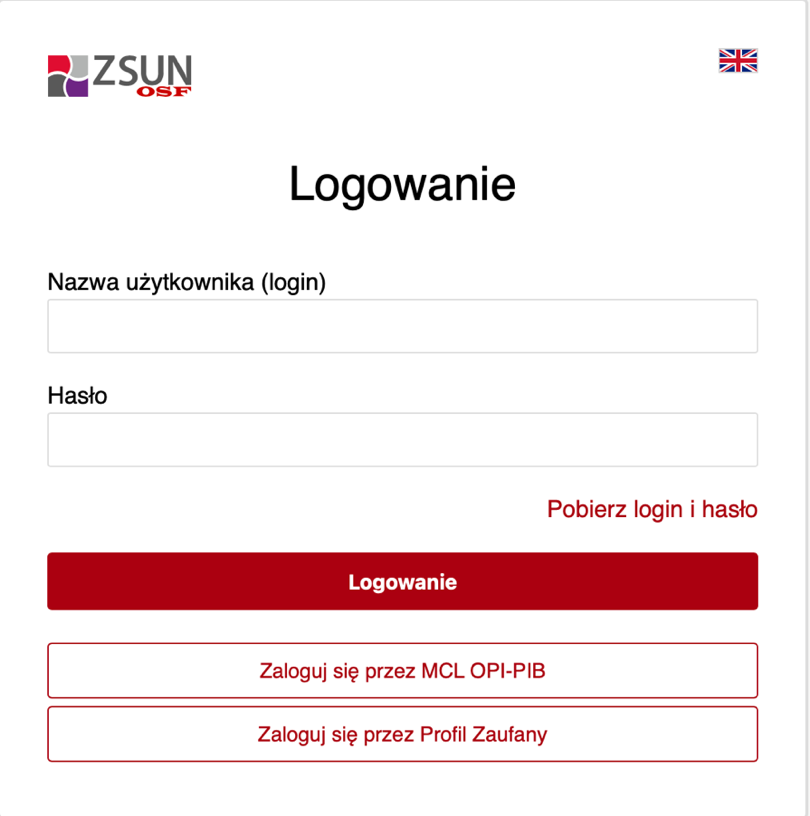 ZSUN
OSF
Logowanie
Nazwa użytkownika (login)
Hasło
Pobierz login i hasło
Logowanie
Zaloguj się przez MCL OPI-PIB
Zaloguj się przez Profil Zaufany